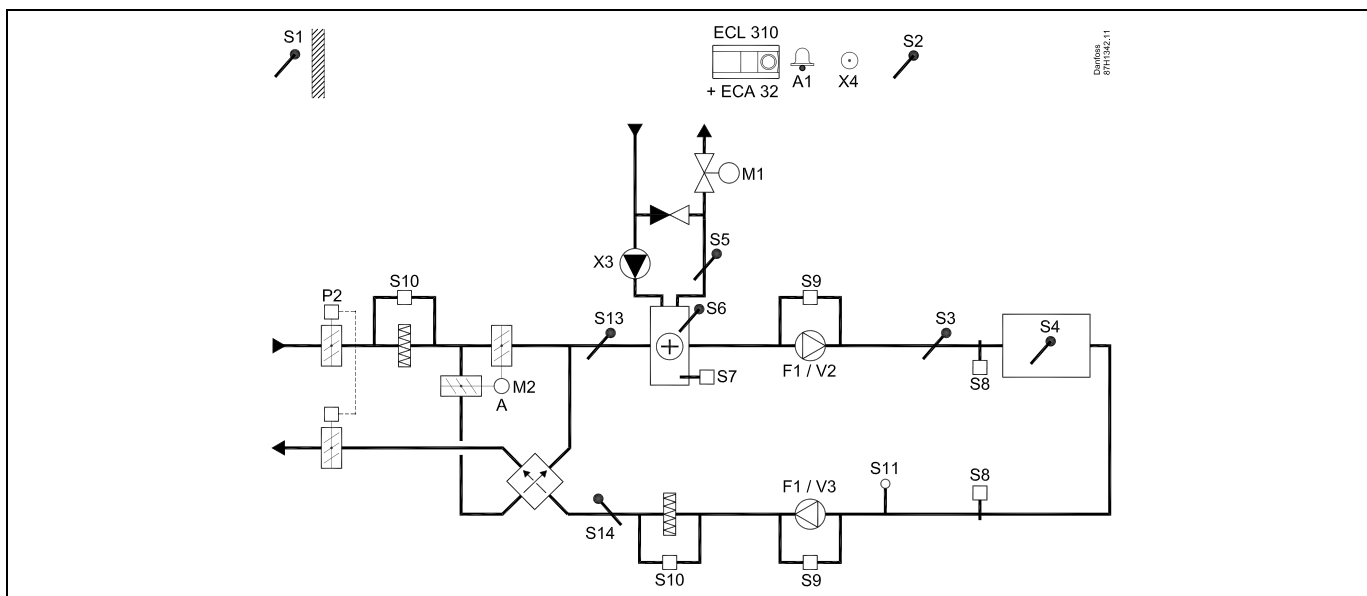 S1
ECL 310
S2
Danfoss
87H1342.11
A1
X4
+ ECA 32
M1
S5
X3
S10
S9
P2
S6
S13
S3
S4
F1 / V2
S7
S8
M2
A
S11
S8
F1 / V3
S14
S10
S9